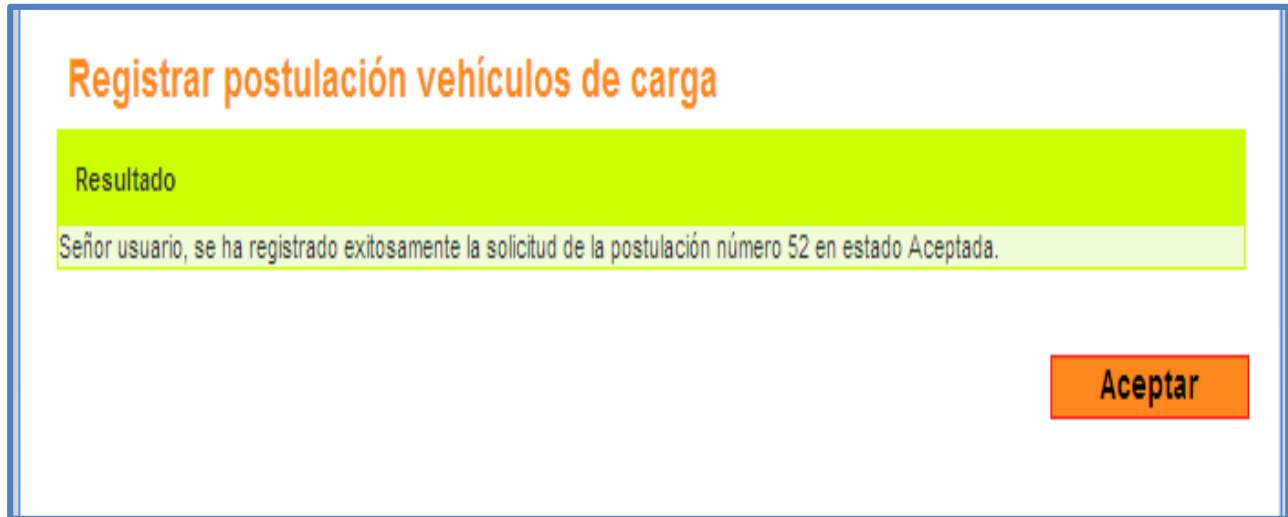 Registrar postulación vehículos de carga
Resultado
Señor usuario, se ha registrado exitosamente la solicitud de la postulación número 52 en estado Aceptada.
Aceptar